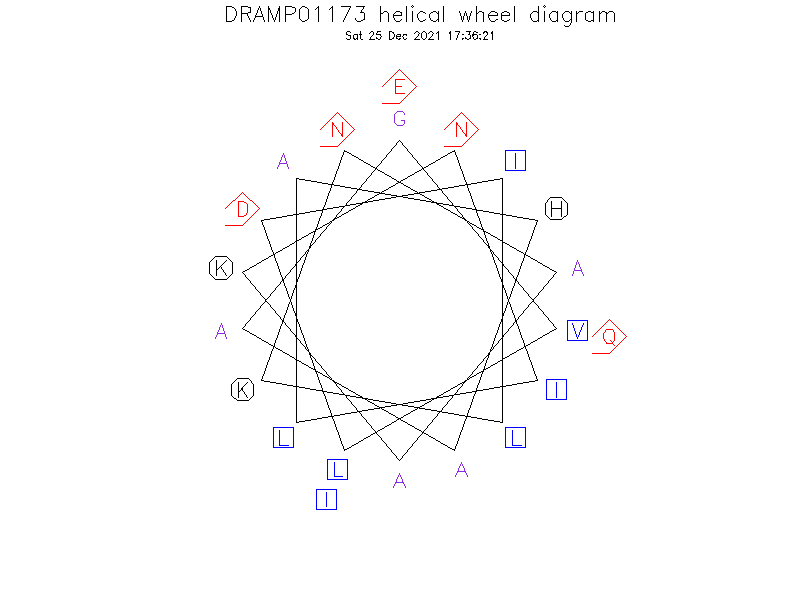 DRAMP01173 helical wheel diagram
Sat 25 Dec 2021 17:36:21
E
G
N N
A I
D H
K A
A V Q
K I
L L
L A
A
I